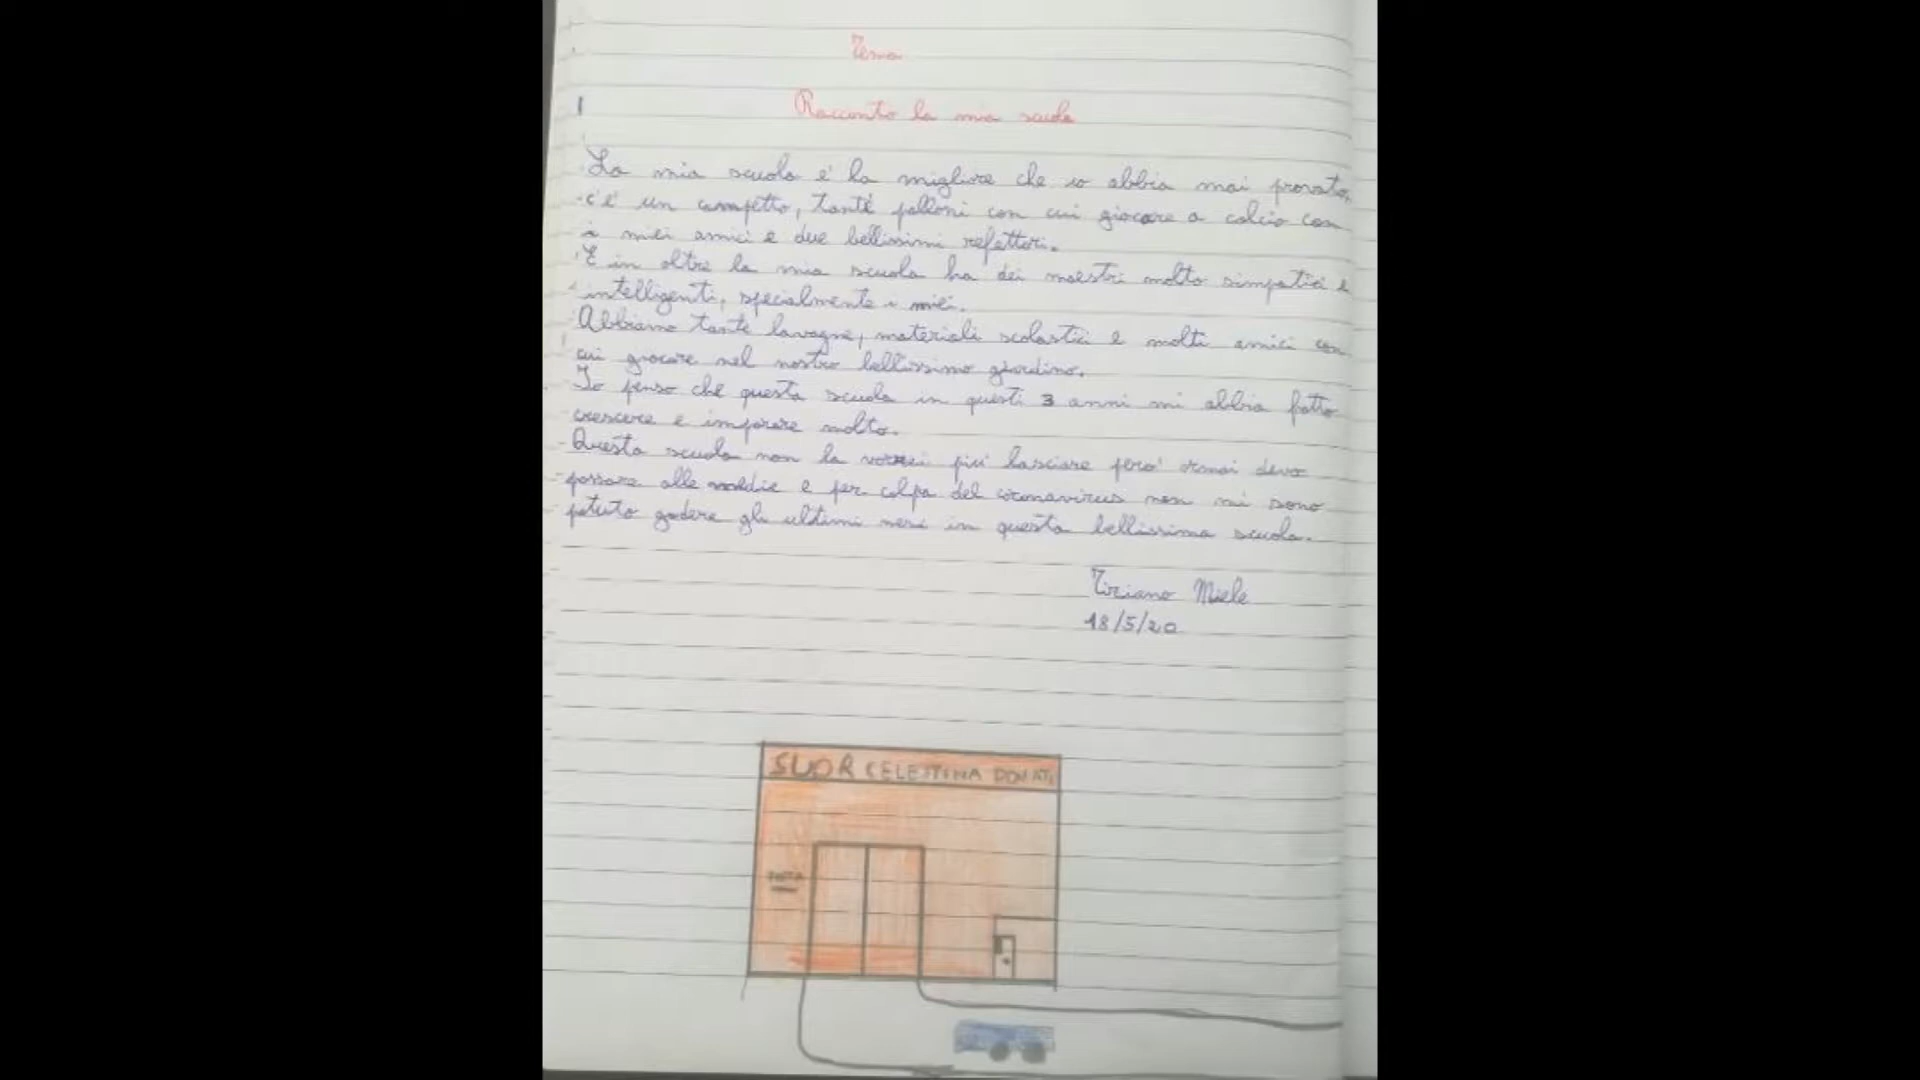 Tema
Racconto la mia scuola
La mia scuola è la migliore che io abbia mai provato,
c'è un campetto, tanti palloni con cui giocare a calcio con
i miei amici e due bellissimi refettori.
E in oltre la mia scuola ha dei maestri molto simpatici e
intelligenti, specialmente i miei.
Abbiamo tante lavagne, materiali scolastici e molti amici con
cui giocare nel nostro bellissimo giardino.
Io penso che questa scuola in questi 3 anni mi abbia fatto
crescere e imparare molto.
Questa scuola non la vorrei più lasciare però ormai devo
passare alle medie e per colpa del coronavirus non mi sono
potuto godere gli ultimi mesi in questa bellissima scuola.
Tiziano Miele
18/5/20
SUOR CELESTINA DONATI